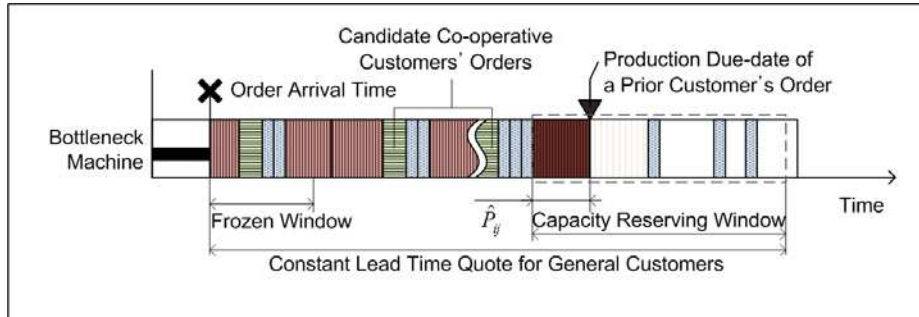 Candidate Co-operative
Customers' Orders
Production Due-date of
a Prior Customer's Order
Order Arrival Time
Bottleneck
Machine
Time
Frozen Window
P̂ij
Capacity Reserving Window
Constant Lead Time Quote for General Customers